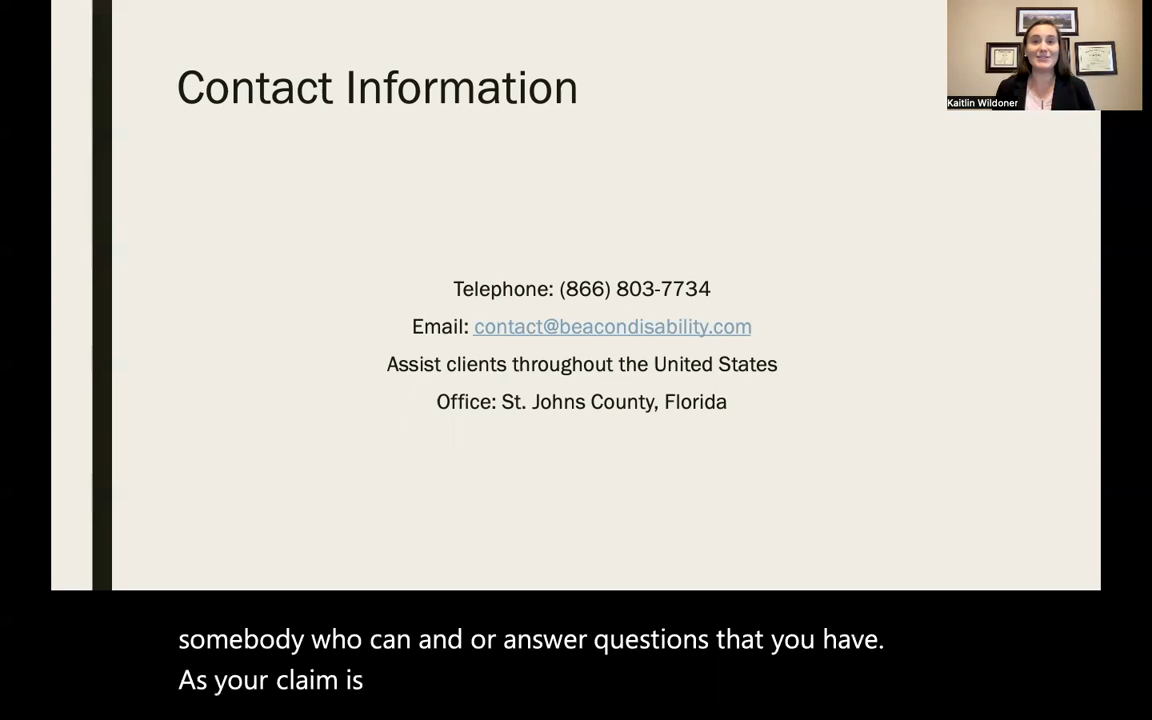 Contact Information
Kaitlin Wildoner
Telephone: (866) 803-7734
Email: contact@beacondisability.com
Assist clients throughout the United States
Office: St. Johns County, Florida
somebody who can and or answer questions that you have.
As your claim is